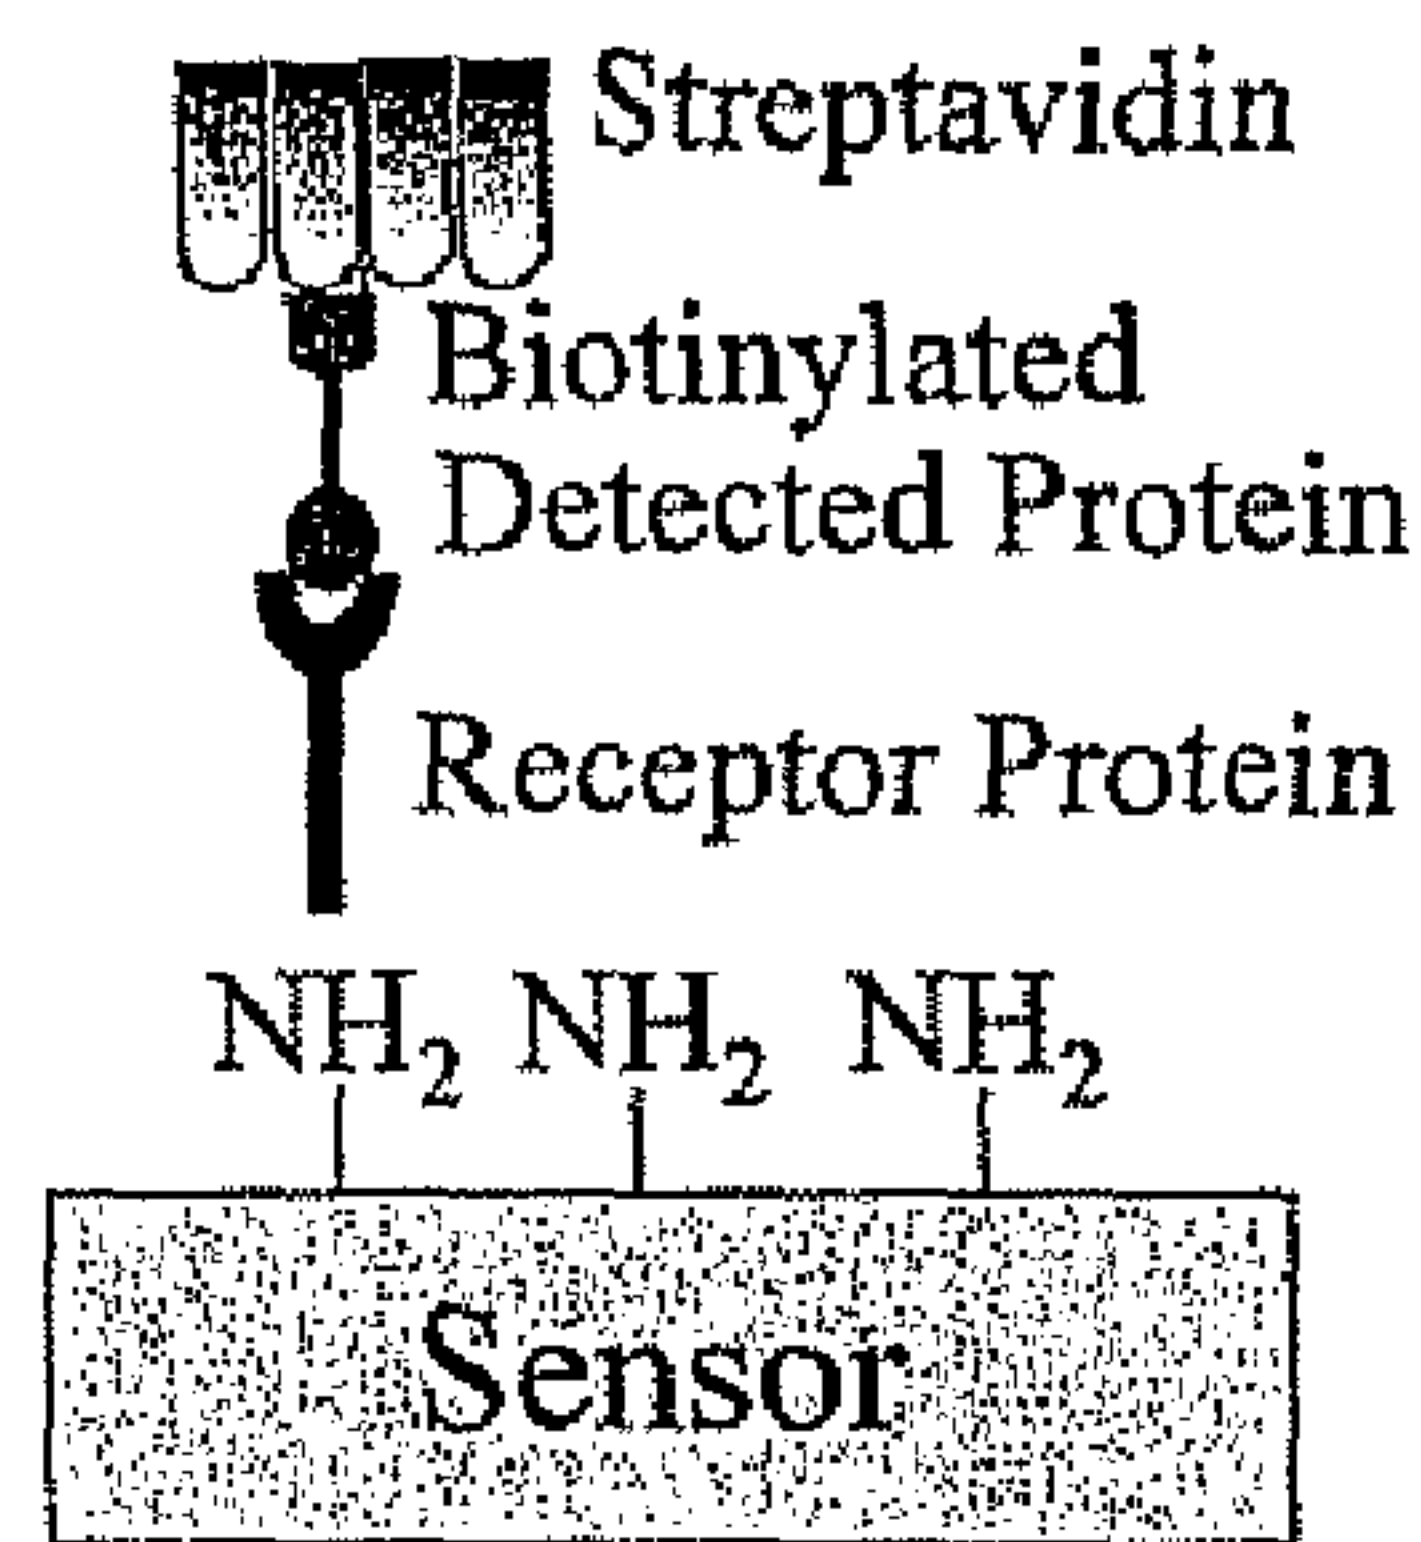 Streptavidin
Biotinylated
Detected Protein
Receptor Protein
NH2 NH2 NH2
Sensor